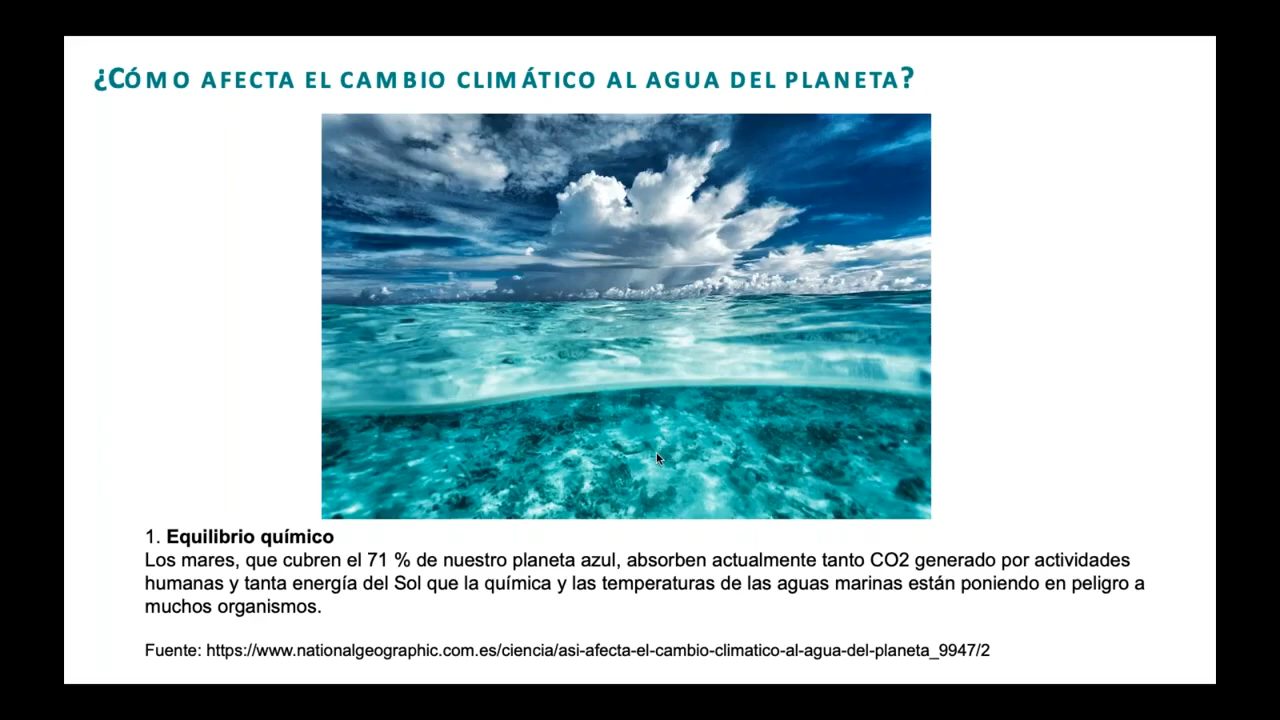 ¿CÓMO AFECTA EL CAMBIO CLIMÁTICO AL AGUA DEL PLANETA?
1. Equilibrio químico
Los mares, que cubren el 71 % de nuestro planeta azul, absorben actualmente tanto CO2 generado por actividades
humanas y tanta energía del Sol que la química y las temperaturas de las aguas marinas están poniendo en peligro a
muchos organismos.
Fuente: https://www.nationalgeographic.com.es/ciencia/asi-afecta-el-cambio-climatico-al-agua-del-planeta_9947/2